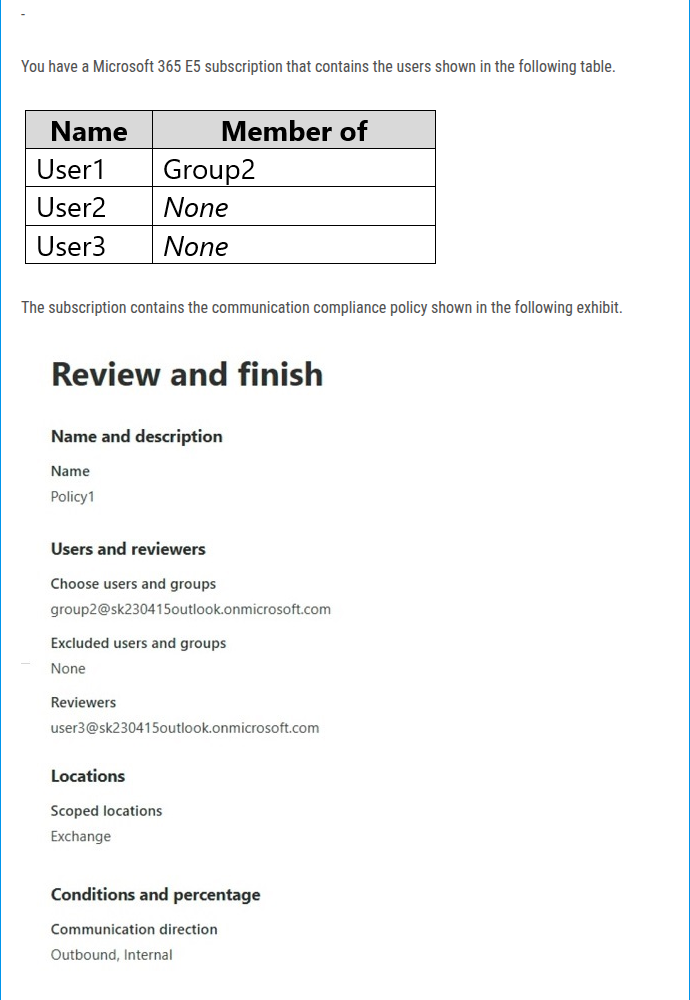 -
You have a Microsoft 365 E5 subscription that contains the users shown in the following table.
Name Member of
User1 Group2
User2 None
User3 None
The subscription contains the communication compliance policy shown in the following exhibit.
Review and finish
Name and description
Name
Policy1
Users and reviewers
Choose users and groups
group2@sk230415outlook.onmicrosoft.com
Excluded users and groups
None
Reviewers
user3@sk230415outlook.onmicrosoft.com
Locations
Scoped locations
Exchange
Conditions and percentage
Communication direction
Outbound, Internal